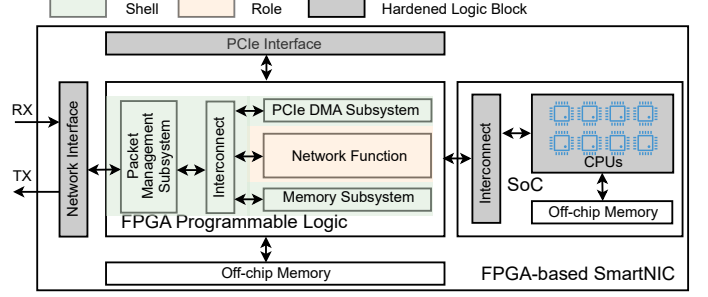 Shell
Role
Hardened Logic Block
PCIe Interface
RX
TX
Network Interface
Packet
Management
Subsystem
Interconnect
PCIe DMA Subsystem
Network Function
Memory Subsystem
FPGA Programmable Logic
Interconnect
SoC
CPUs
Off-chip Memory
Off-chip Memory
FPGA-based SmartNIC